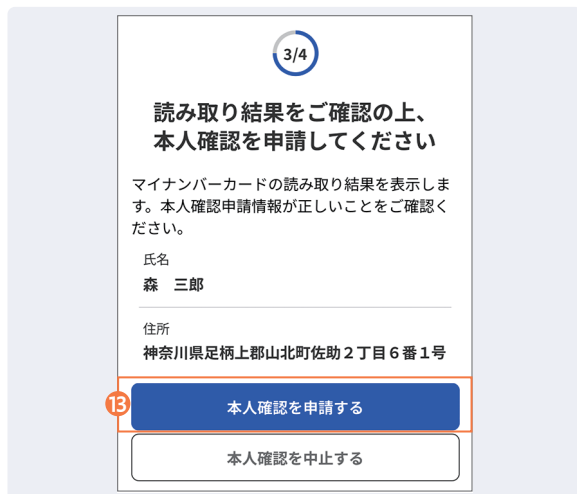 3/4
読み取り結果をご確認の上、
本人確認を申請してください
マイナンバーカードの読み取り結果を表示しま
す。本人確認申請情報が正しいことをご確認く
ださい。
氏名
森　三郎
住所
神奈川県足柄上郡山北町佐助２丁目６番１号
13
本人確認を申請する
本人確認を中止する